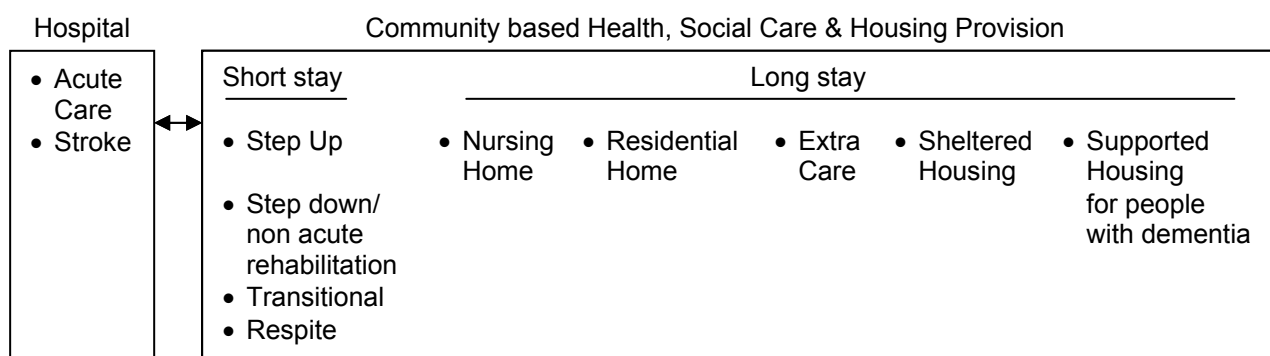 Hospital
• Acute
Care
• Stroke
Community based Health, Social Care & Housing Provision
Short stay
• Step Up
• Step down/
non acute
rehabilitation
• Transitional
• Respite
Long stay
• Nursing
Home
• Residential
Home
• Extra
Care
• Sheltered
Housing
• Supported
Housing
for people
with dementia